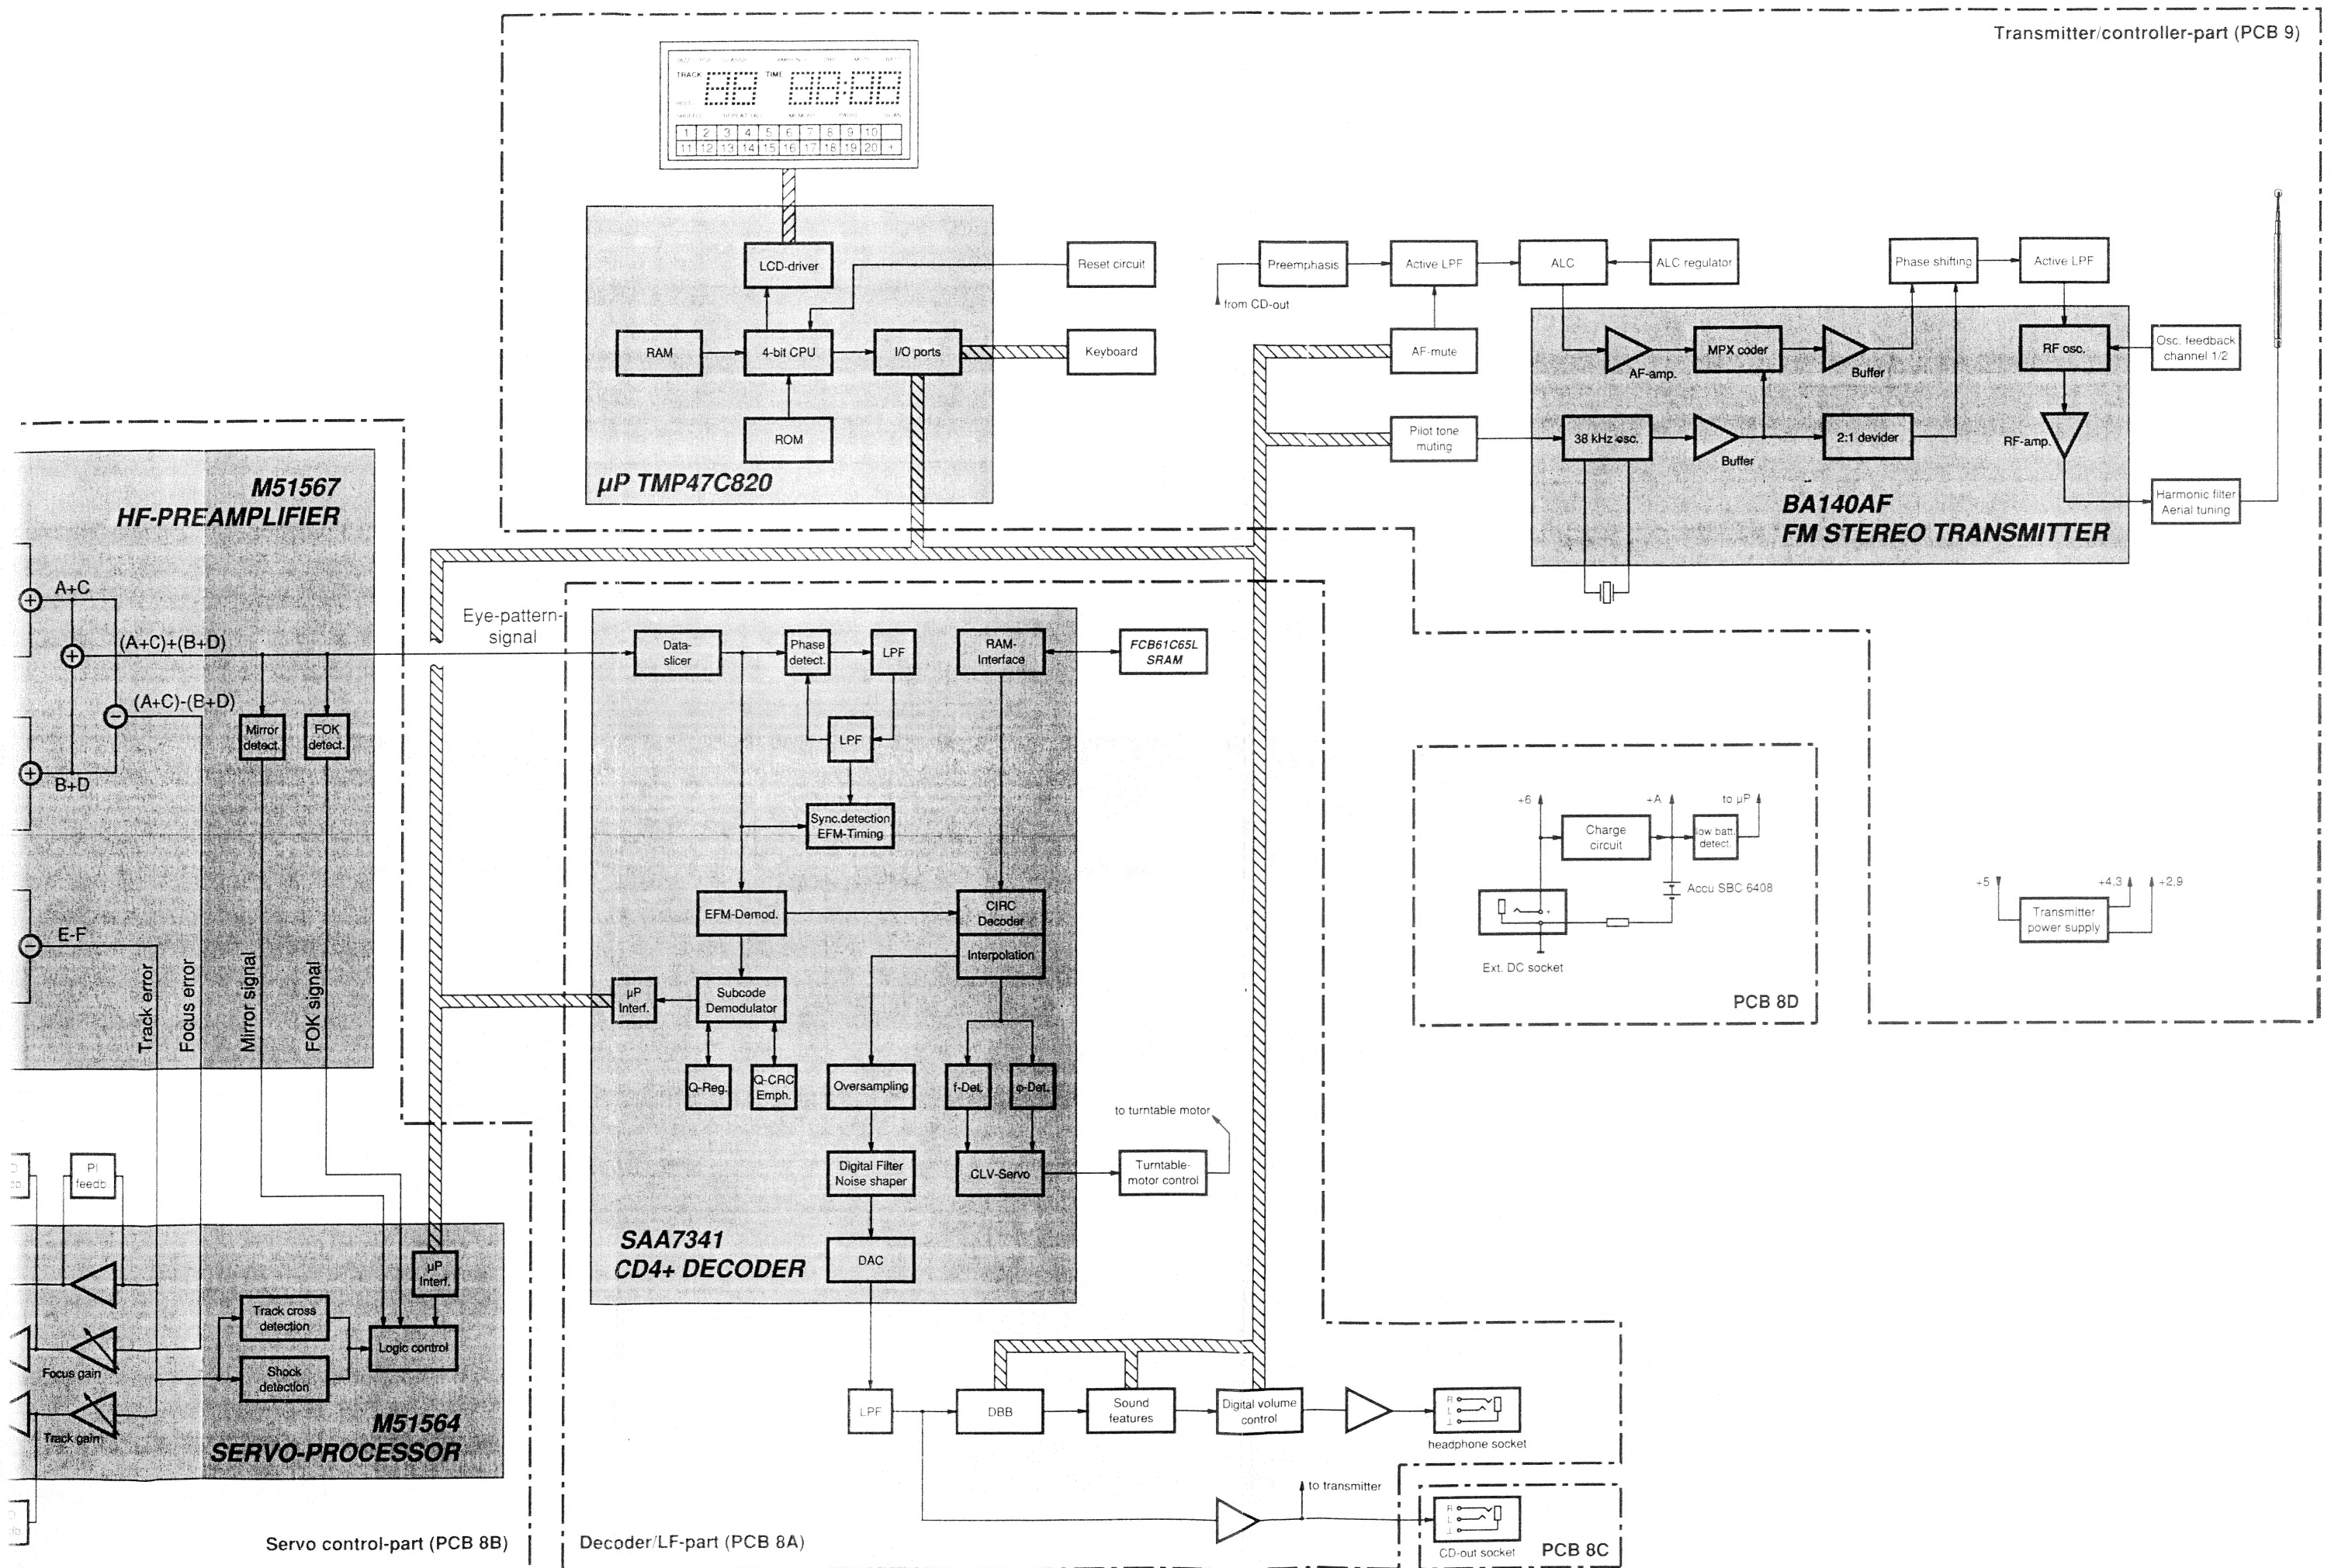 Transmitter/controller-part (PCB 9)
TRACK
TIME
1 2 3 4 5 6 7 8 9 10
11 12 13 14 15 16 17 18 19 20 +
LCD-driver
Reset circuit
RAM
4-bit CPU
I/O ports
Keyboard
ROM
µP TMP47C820
Preemphasis
Active LPF
ALC
ALC regulator
Phase shifting
Active LPF
from CD-out
AF-mute
AF-amp.
MPX coder
Buffer
RF osc.
Osc. feedback
channel 1/2
Pilot tone
muting
38 kHz osc.
Buffer
2:1 devider
RF-amp.
Harmonic filter
Aerial tuning
BA140AF
FM STEREO TRANSMITTER
M51567
HF-PREAMPLIFIER
A+C
(A+C)+(B+D)
(A+C)-(B+D)
B+D
E-F
Mirror
detect.
FOK
detect.
Track error
Focus error
Mirror signal
FOK signal
Eye-pattern-
signal
Data-
slicer
Phase
detect.
LPF
RAM-
Interface
FCB61C65L
SRAM
LPF
Sync.detection
EFM-Timing
EFM-Demod.
CIRC
Decoder
Interpolation
µP
Interf.
Subcode
Demodulator
Q-Reg.
Q-CRC
Emph.
Oversampling
f-Det.
φ-Det.
to turntable motor
Digital Filter
Noise shaper
CLV-Servo
Turntable-
motor control
DAC
SAA7341
CD4+ DECODER
+6
+A
to µP
Charge
circuit
low batt.
detect.
Accu SBC 6408
Ext. DC socket
PCB 8D
+5
+4,3
+2,9
Transmitter
power supply
PI
feedb.
µP
Interf.
Track cross
detection
Logic control
Shock
detection
Focus gain
Track gain
M51564
SERVO-PROCESSOR
Servo control-part (PCB 8B)
LPF
DBB
Sound
features
Digital volume
control
R
L
headphone socket
to transmitter
R
L
CD-out socket
PCB 8C
Decoder/LF-part (PCB 8A)